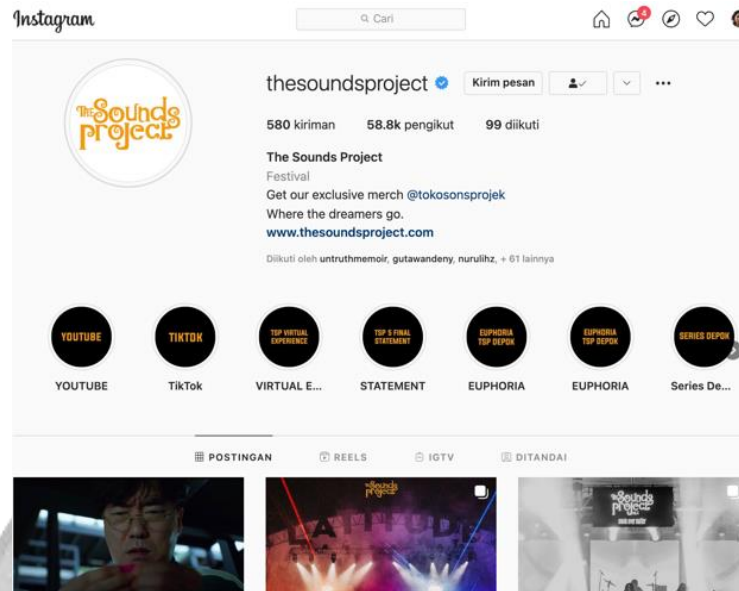 Instagram
Cari
4
The Sounds project
thesoundsproject
Kirim pesan
580 kiriman 58.8k pengikut 99 diikuti
The Sounds Project
Festival
Get our exclusive merch @tokosonsprojek
Where the dreamers go.
www.thesoundsproject.com
Diikuti oleh untruthmemoir, gutawandeny, nurulihz, + 61 lainnya
YOUTUBE
TIKTOK
TSP VIRTUAL EXPERIENCE
TSP 5 FINAL STATEMENT
EUPHORIA TSP DEPOK
EUPHORIA TSP DEPOK
SERIES DEPOK
YOUTUBE TikTok VIRTUAL E... STATEMENT EUPHORIA EUPHORIA Series De...
POSTINGAN REELS IGTV DITANDAI
The Sounds project
LATITUDE
The Sounds project